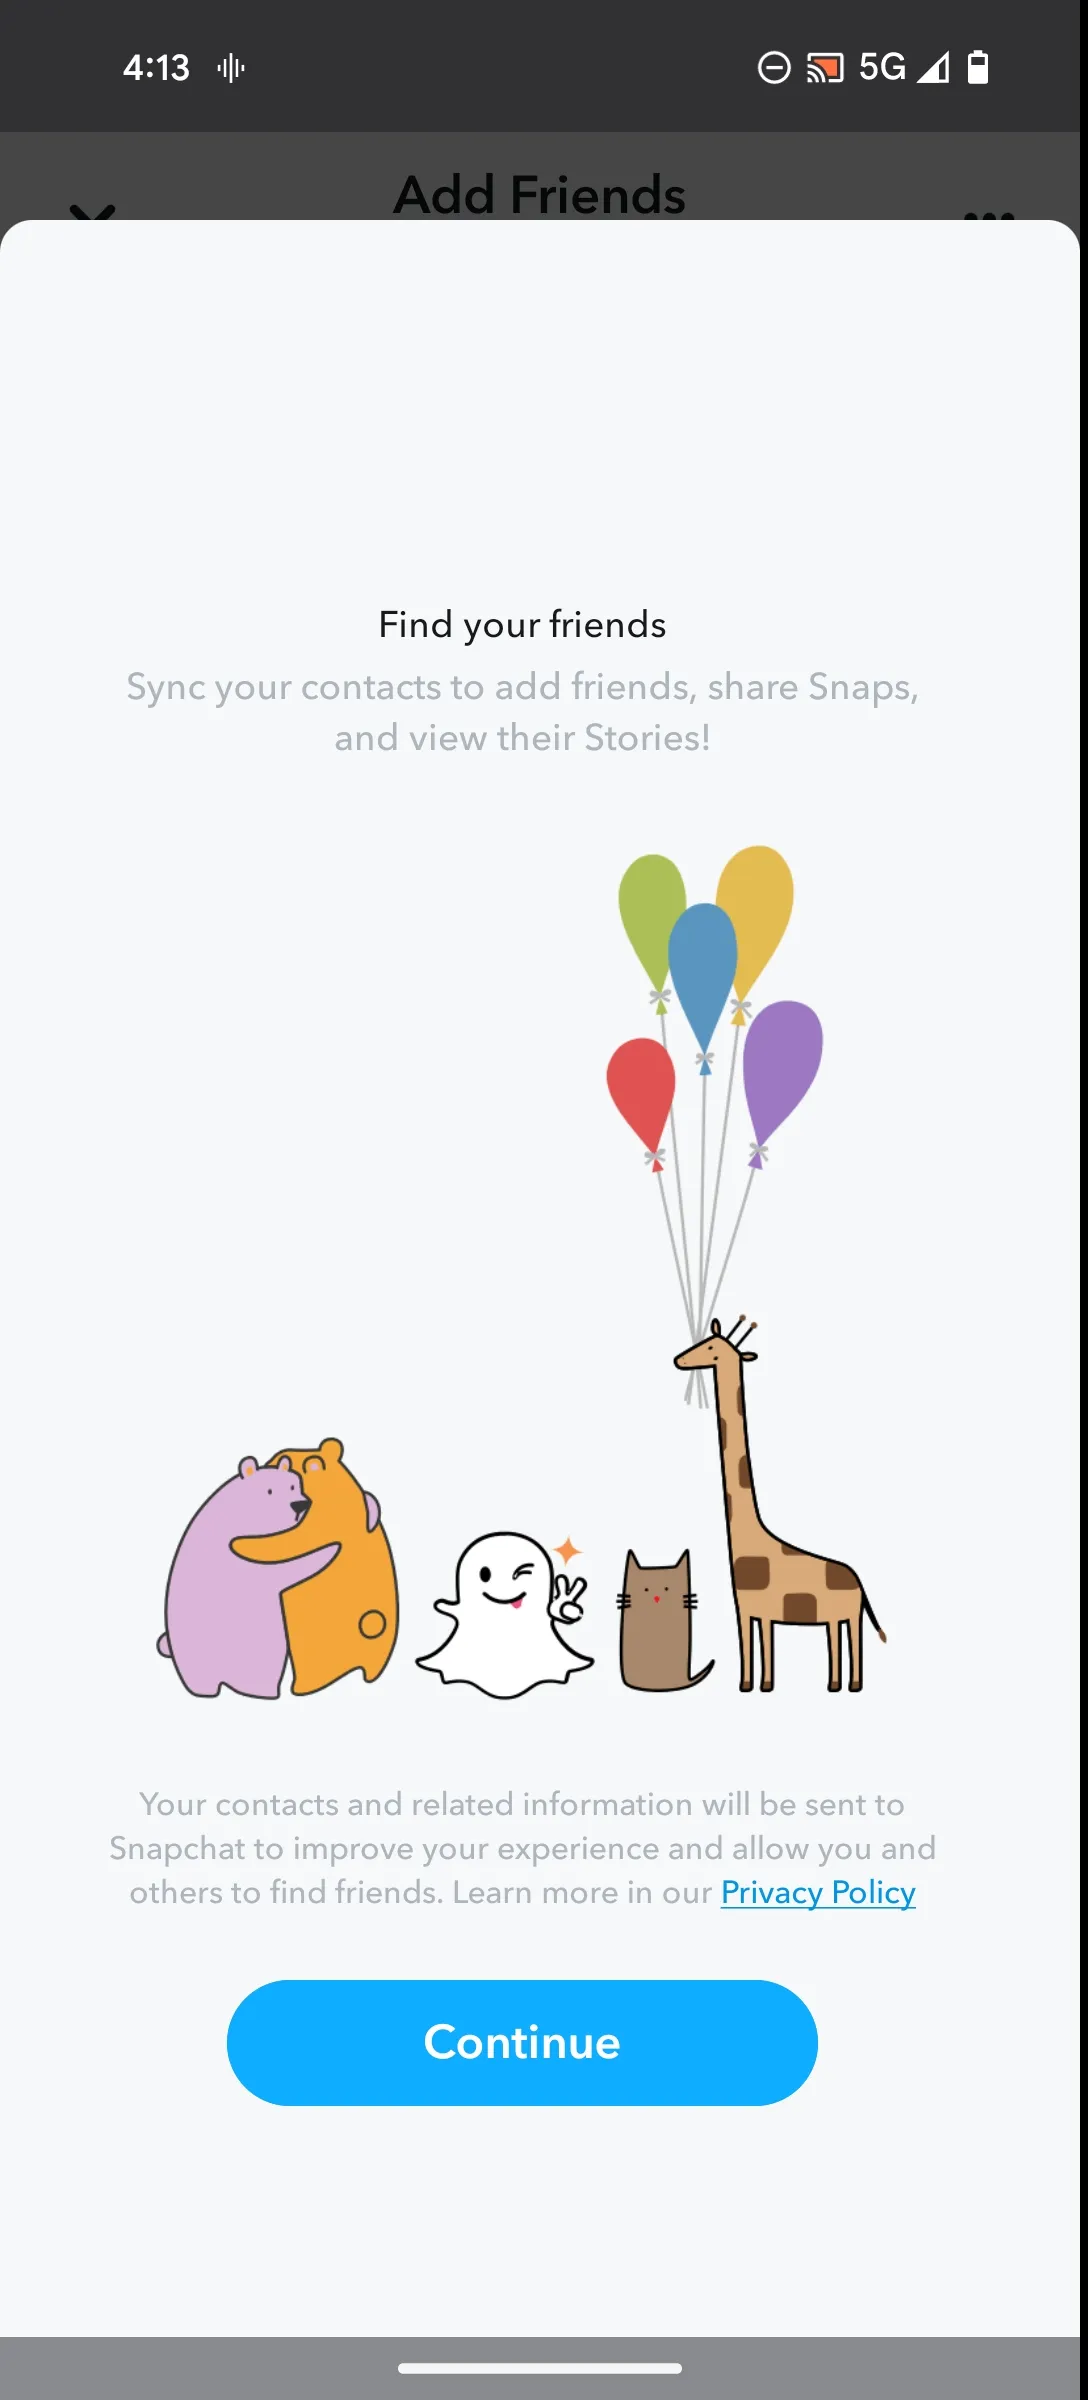 4:13
5G
Add Friends
Find your friends
Sync your contacts to add friends, share Snaps,
and view their Stories!
Your contacts and related information will be sent to
Snapchat to improve your experience and allow you and
others to find friends. Learn more in our Privacy Policy
Continue